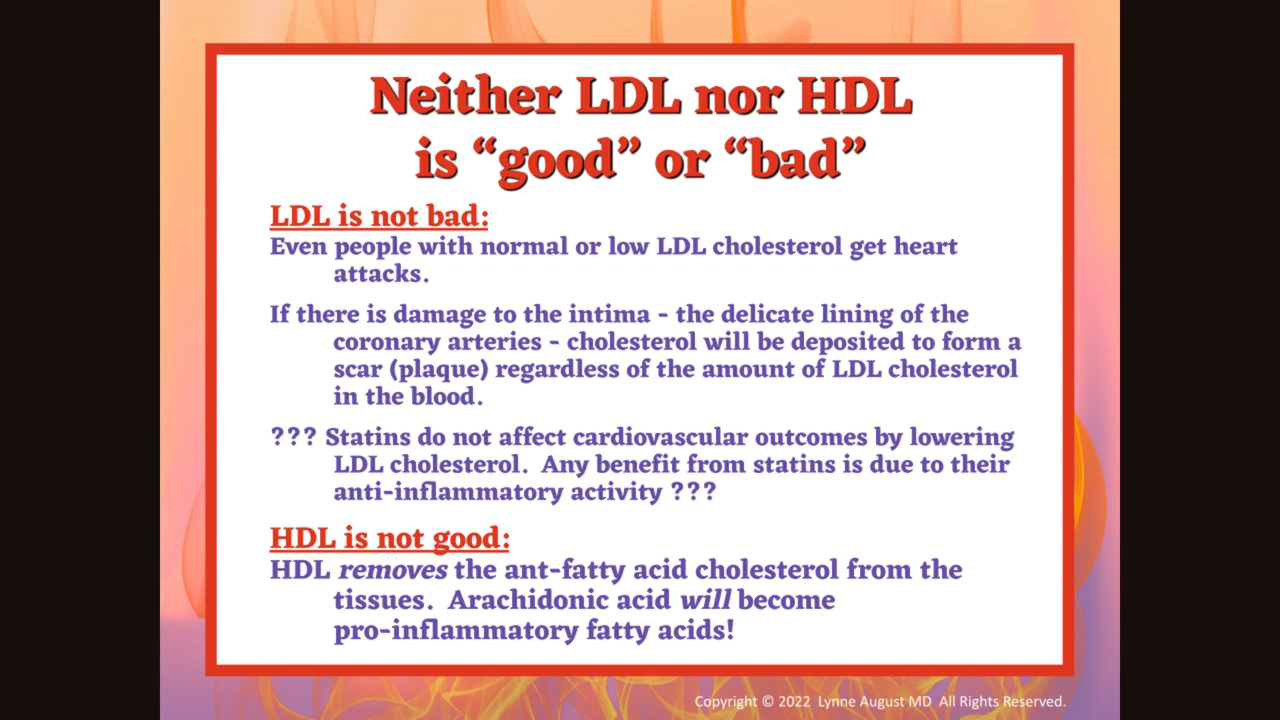 Neither LDL nor HDL
is “good” or “bad”
LDL is not bad:
Even people with normal or low LDL cholesterol get heart
attacks.
If there is damage to the intima - the delicate lining of the
coronary arteries - cholesterol will be deposited to form a
scar (plaque) regardless of the amount of LDL cholesterol
in the blood.
??? Statins do not affect cardiovascular outcomes by lowering
LDL cholesterol.  Any benefit from statins is due to their
anti-inflammatory activity ???
HDL is not good:
HDL removes the ant-fatty acid cholesterol from the
tissues.  Arachidonic acid will become
pro-inflammatory fatty acids!
Copyright © 2022  Lynne August MD  All Rights Reserved.